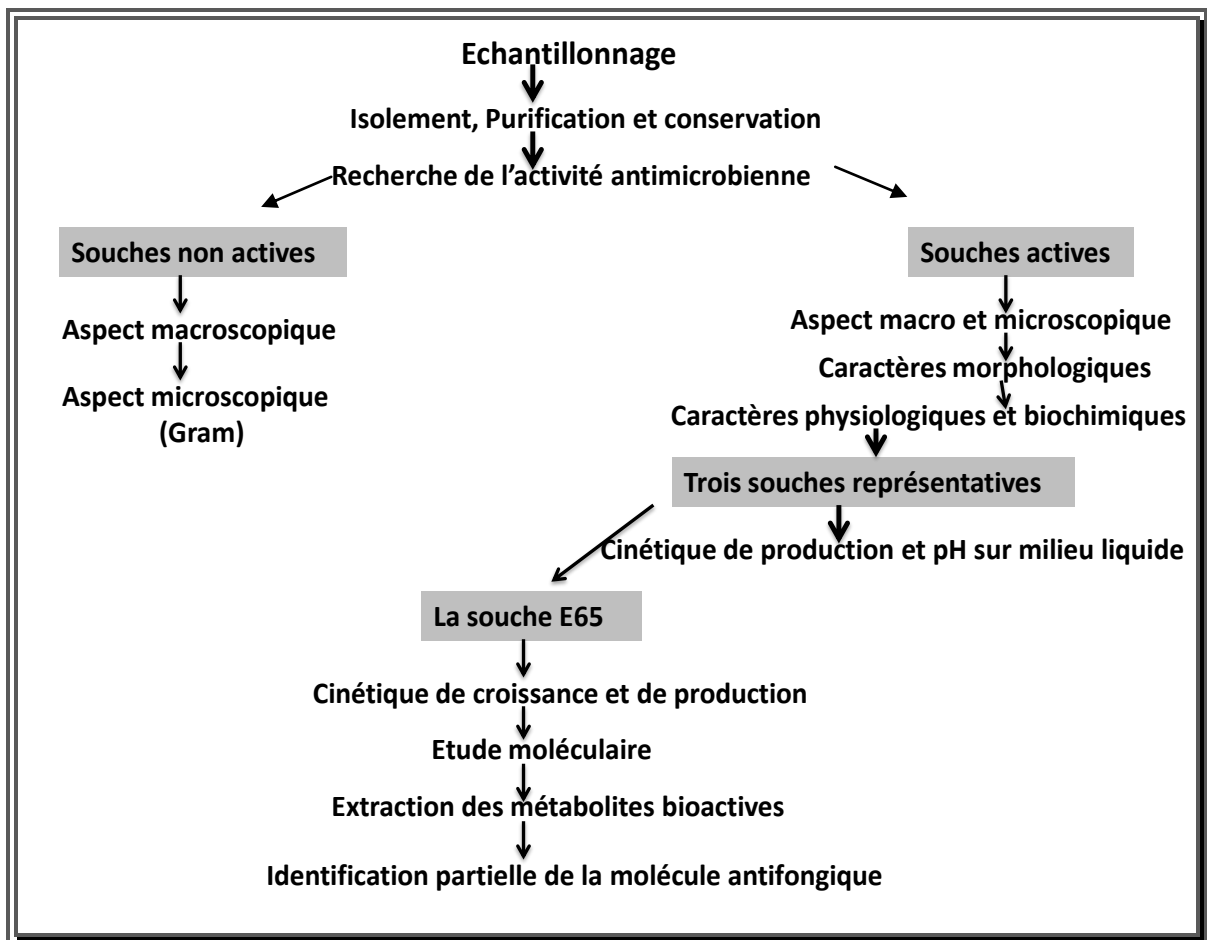 Echantillonnage
Isolement, Purification et conservation
Recherche de l'activité antimicrobienne
Souches non actives
Aspect macroscopique
Aspect microscopique
(Gram)
Souches actives
Aspect macro et microscopique
Caractères morphologiques
Caractères physiologiques et biochimiques
Trois souches représentatives
Cinétique de production et pH sur milieu liquide
La souche E65
Cinétique de croissance et de production
Etude moléculaire
Extraction des métabolites bioactives
Identification partielle de la molécule antifongique